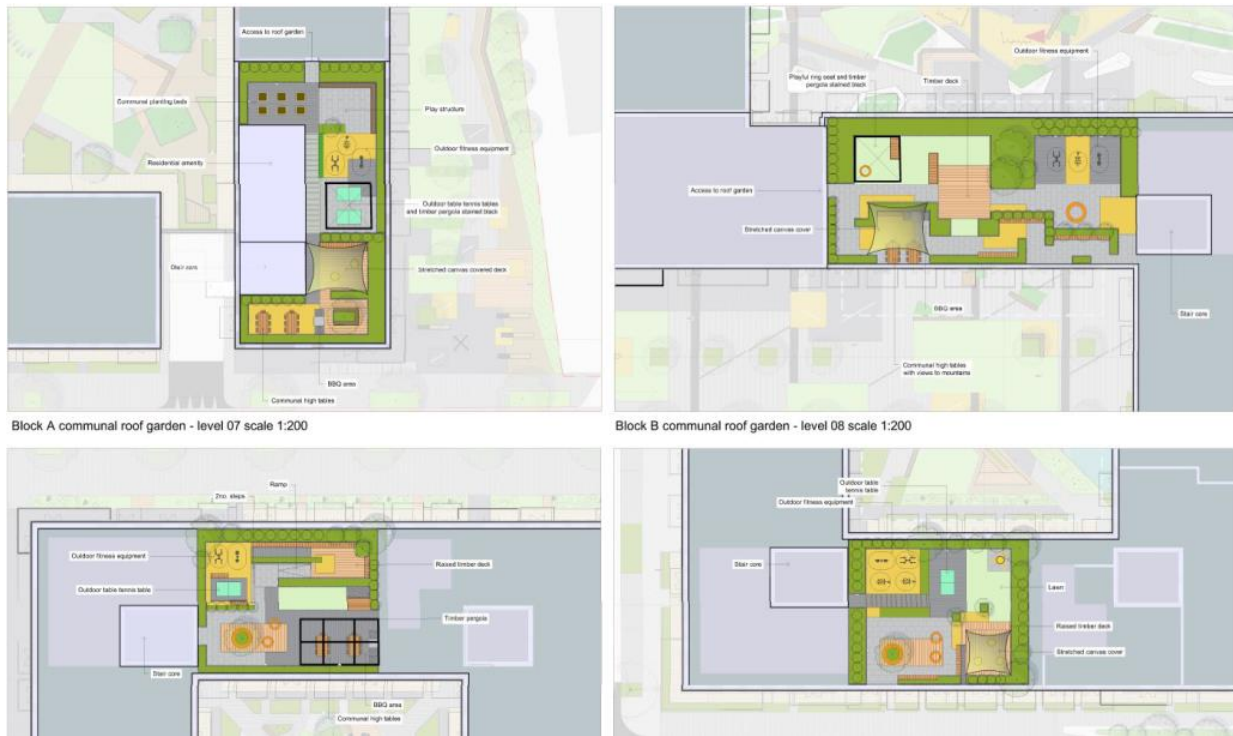 Access to roof garden
Communal planting beds
Play structure
Residential amenity
Outdoor fitness equipment
Outdoor table tennis tables
and timber pergola stained black
Stair core
Stretched canvas covered deck
BBQ area
Communal high tables
Block A communal roof garden - level 07 scale 1:200
Outdoor fitness equipment
Playful ring seat and timber
pergola stained black
Timber deck
Access to roof garden
Stretched canvas cover
BBQ area
Stair core
Communal high tables
with views to mountains
Block B communal roof garden - level 08 scale 1:200
Ramp
2no. steps
Outdoor fitness equipment
Raised timber deck
Outdoor table tennis table
Timber pergola
Stair core
BBQ area
Communal high tables
Outdoor table
tennis table
Outdoor fitness equipment
Stair core
Lawn
Raised timber deck
Stretched canvas cover